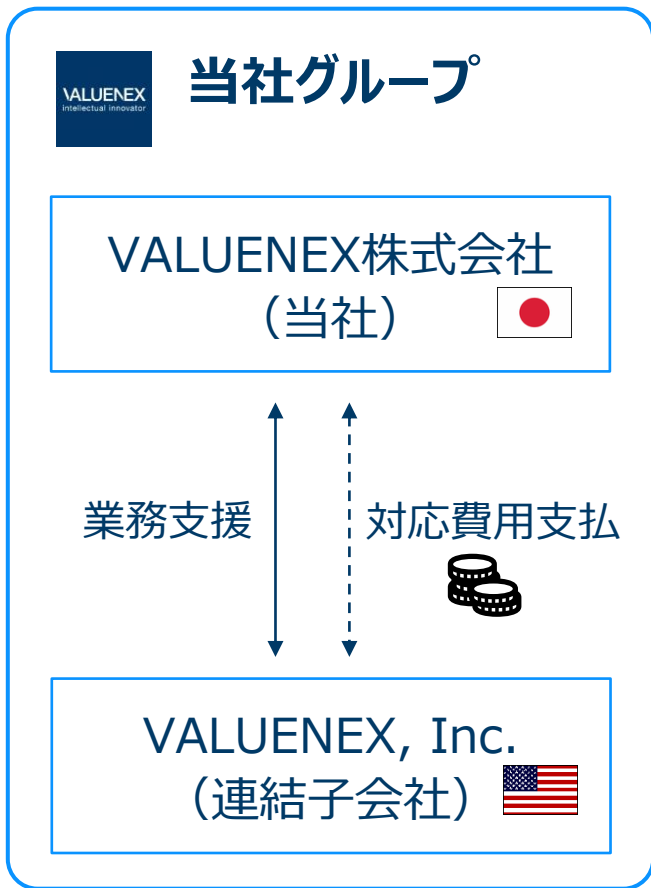 VALUENEX
intellectual innovator
当社グループ
VALUENEX株式会社
（当社）
業務支援
対応費用支払
VALUENEX, Inc.
（連結子会社）